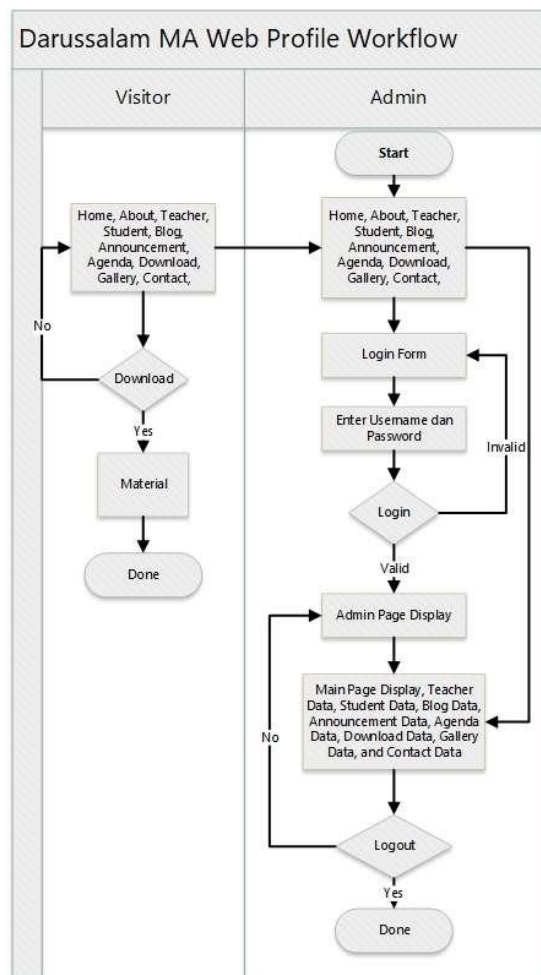 Darussalam MA Web Profile Workflow
Visitor
Admin
Start
Home, About, Teacher,
Student, Blog,
Announcement,
Agenda, Download,
Gallery, Contact,
Home, About, Teacher,
Student, Blog,
Announcement,
Agenda, Download,
Gallery, Contact,
No
Login Form
Download
Enter Username dan
Password
Yes
Invalid
Material
Login
Valid
Done
Admin Page Display
Main Page Display, Teacher
Data, Student Data, Blog Data,
Announcement Data, Agenda
Data, Download Data, Gallery
Data, and Contact Data
No
Logout
Yes
Done